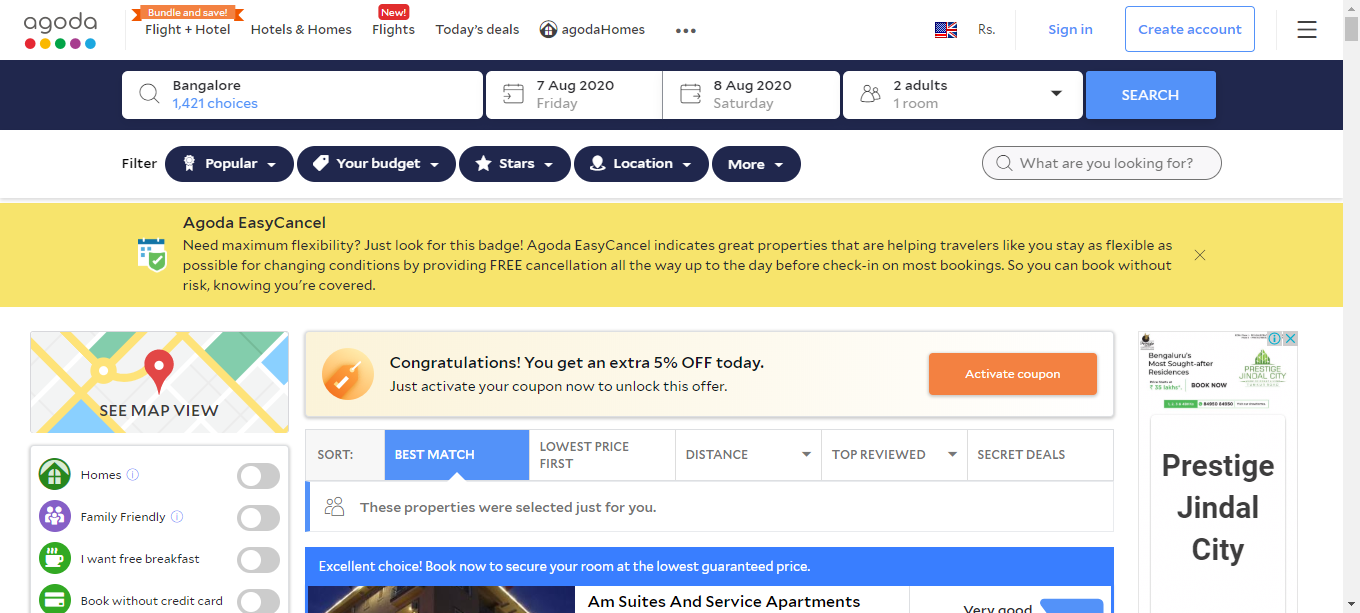 agoda
Bundle and save!
Flight + Hotel
Hotels & Homes
New!
Flights
Today's deals
agodaHomes
Rs.
Sign in
Create account
Bangalore
1,421 choices
7 Aug 2020
Friday
8 Aug 2020
Saturday
2 adults
1 room
SEARCH
Filter
Popular
Your budget
Stars
Location
More
What are you looking for?
Agoda EasyCancel
Need maximum flexibility? Just look for this badge! Agoda EasyCancel indicates great properties that are helping travelers like you stay as flexible as
possible for changing conditions by providing FREE cancellation all the way up to the day before check-in on most bookings. So you can book without
risk, knowing you're covered.
SEE MAP VIEW
Homes
Family Friendly
I want free breakfast
Book without credit card
Congratulations! You get an extra 5% OFF today.
Just activate your coupon now to unlock this offer.
Activate coupon
SORT:
BEST MATCH
LOWEST PRICE
FIRST
DISTANCE
TOP REVIEWED
SECRET DEALS
These properties were selected just for you.
Excellent choice! Book now to secure your room at the lowest guaranteed price.
Am Suites And Service Apartments
Very good
Bengaluru's
Most Sought-after
Residences
₹ 35 lakhs*
BOOK NOW
PRESTIGE
JINDAL CITY
Prestige
Jindal
City